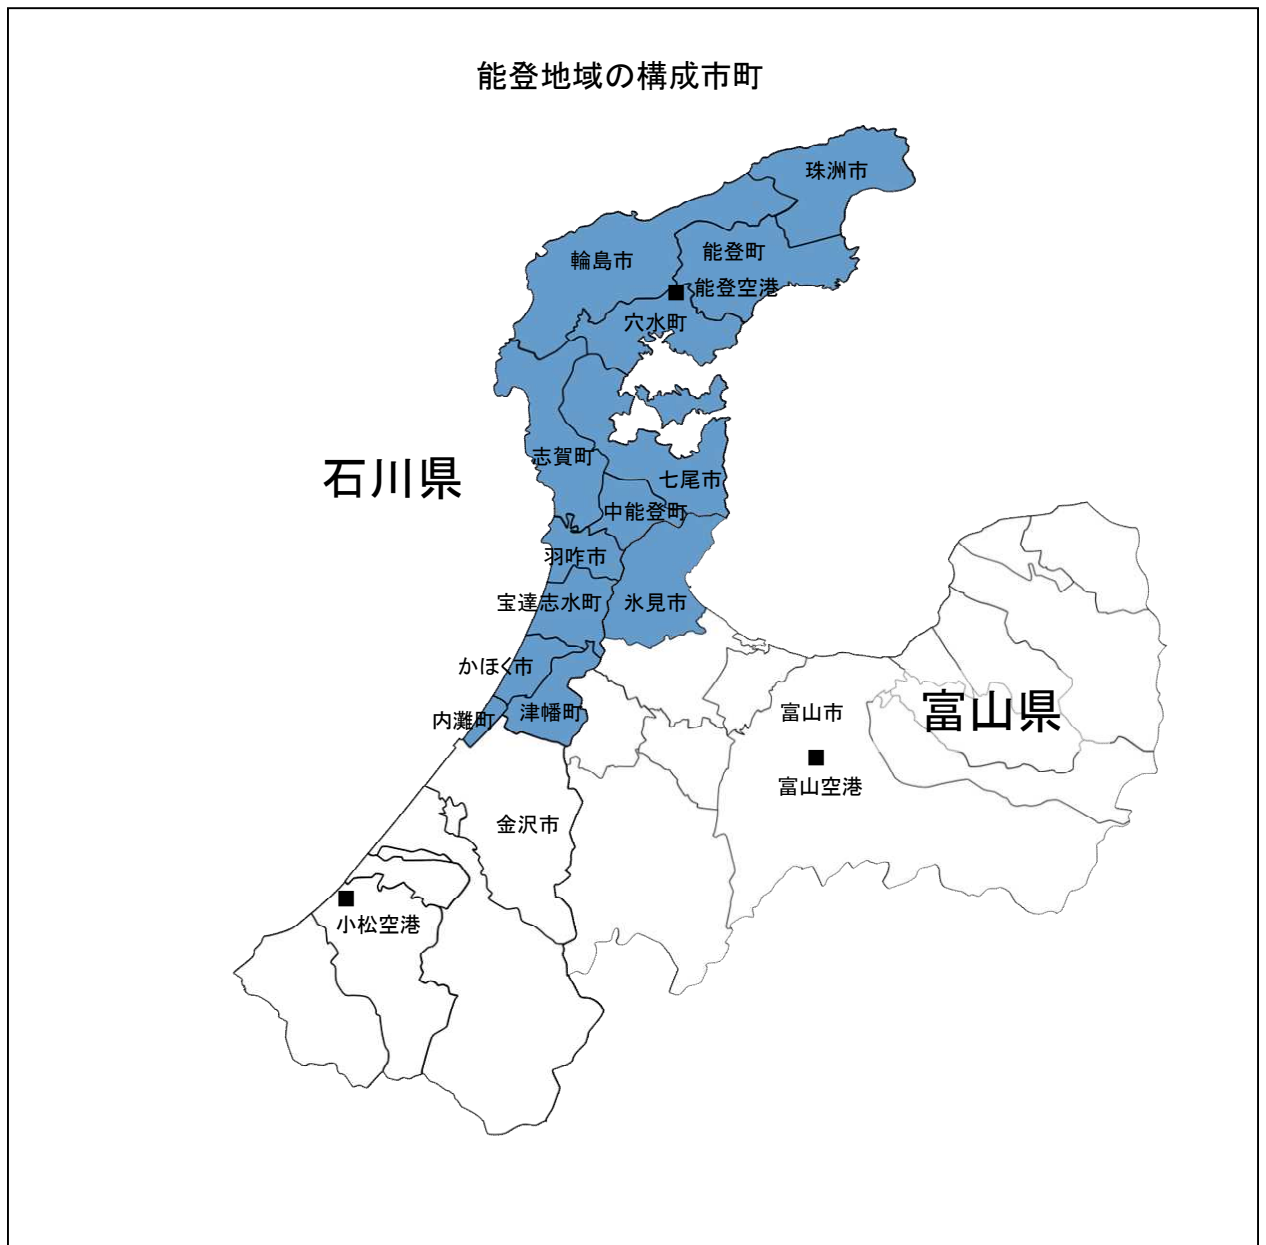 能登地域の構成市町
珠洲市
能登町
輪島市
能登空港
穴水町
志賀町
石川県
七尾市
中能登町
羽咋市
宝達志水町
氷見市
かほく市
内灘町
津幡町
富山市
富山県
富山空港
金沢市
小松空港